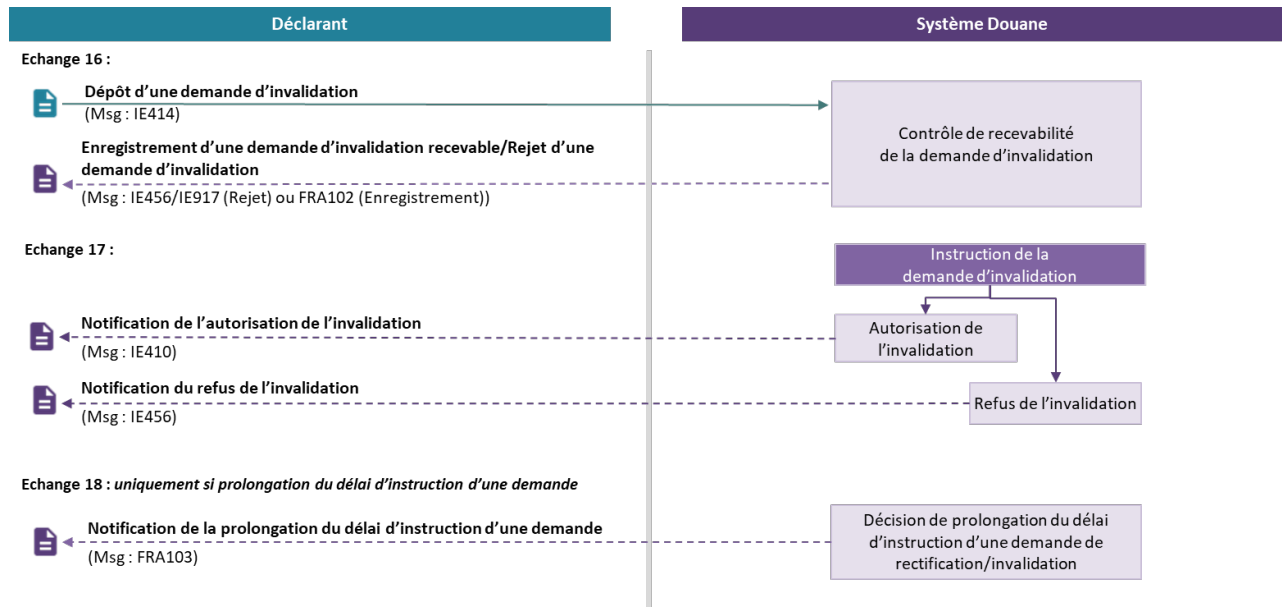 Déclarant
Système Douane
Echange 16 :
Dépôt d’une demande d’invalidation
(Msg : IE414)
Contrôle de recevabilité
de la demande d’invalidation
Enregistrement d’une demande d’invalidation recevable/Rejet d’une
demande d’invalidation
(Msg : IE456/IE917 (Rejet) ou FRA102 (Enregistrement))
Echange 17 :
Instruction de la
demande d’invalidation
Notification de l’autorisation de l’invalidation
(Msg : IE410)
Autorisation de
l’invalidation
Notification du refus de l’invalidation
(Msg : IE456)
Refus de l’invalidation
Echange 18 : uniquement si prolongation du délai d’instruction d’une demande
Notification de la prolongation du délai d’instruction d’une demande
(Msg : FRA103)
Décision de prolongation du délai
d’instruction d’une demande de
rectification/invalidation